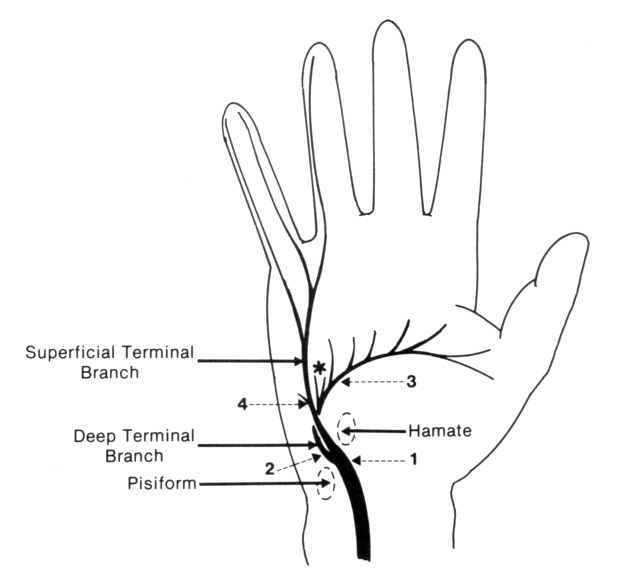 Superficial Terminal
Branch
*
3
4
Hamate
Deep Terminal
Branch
1
2
Pisiform